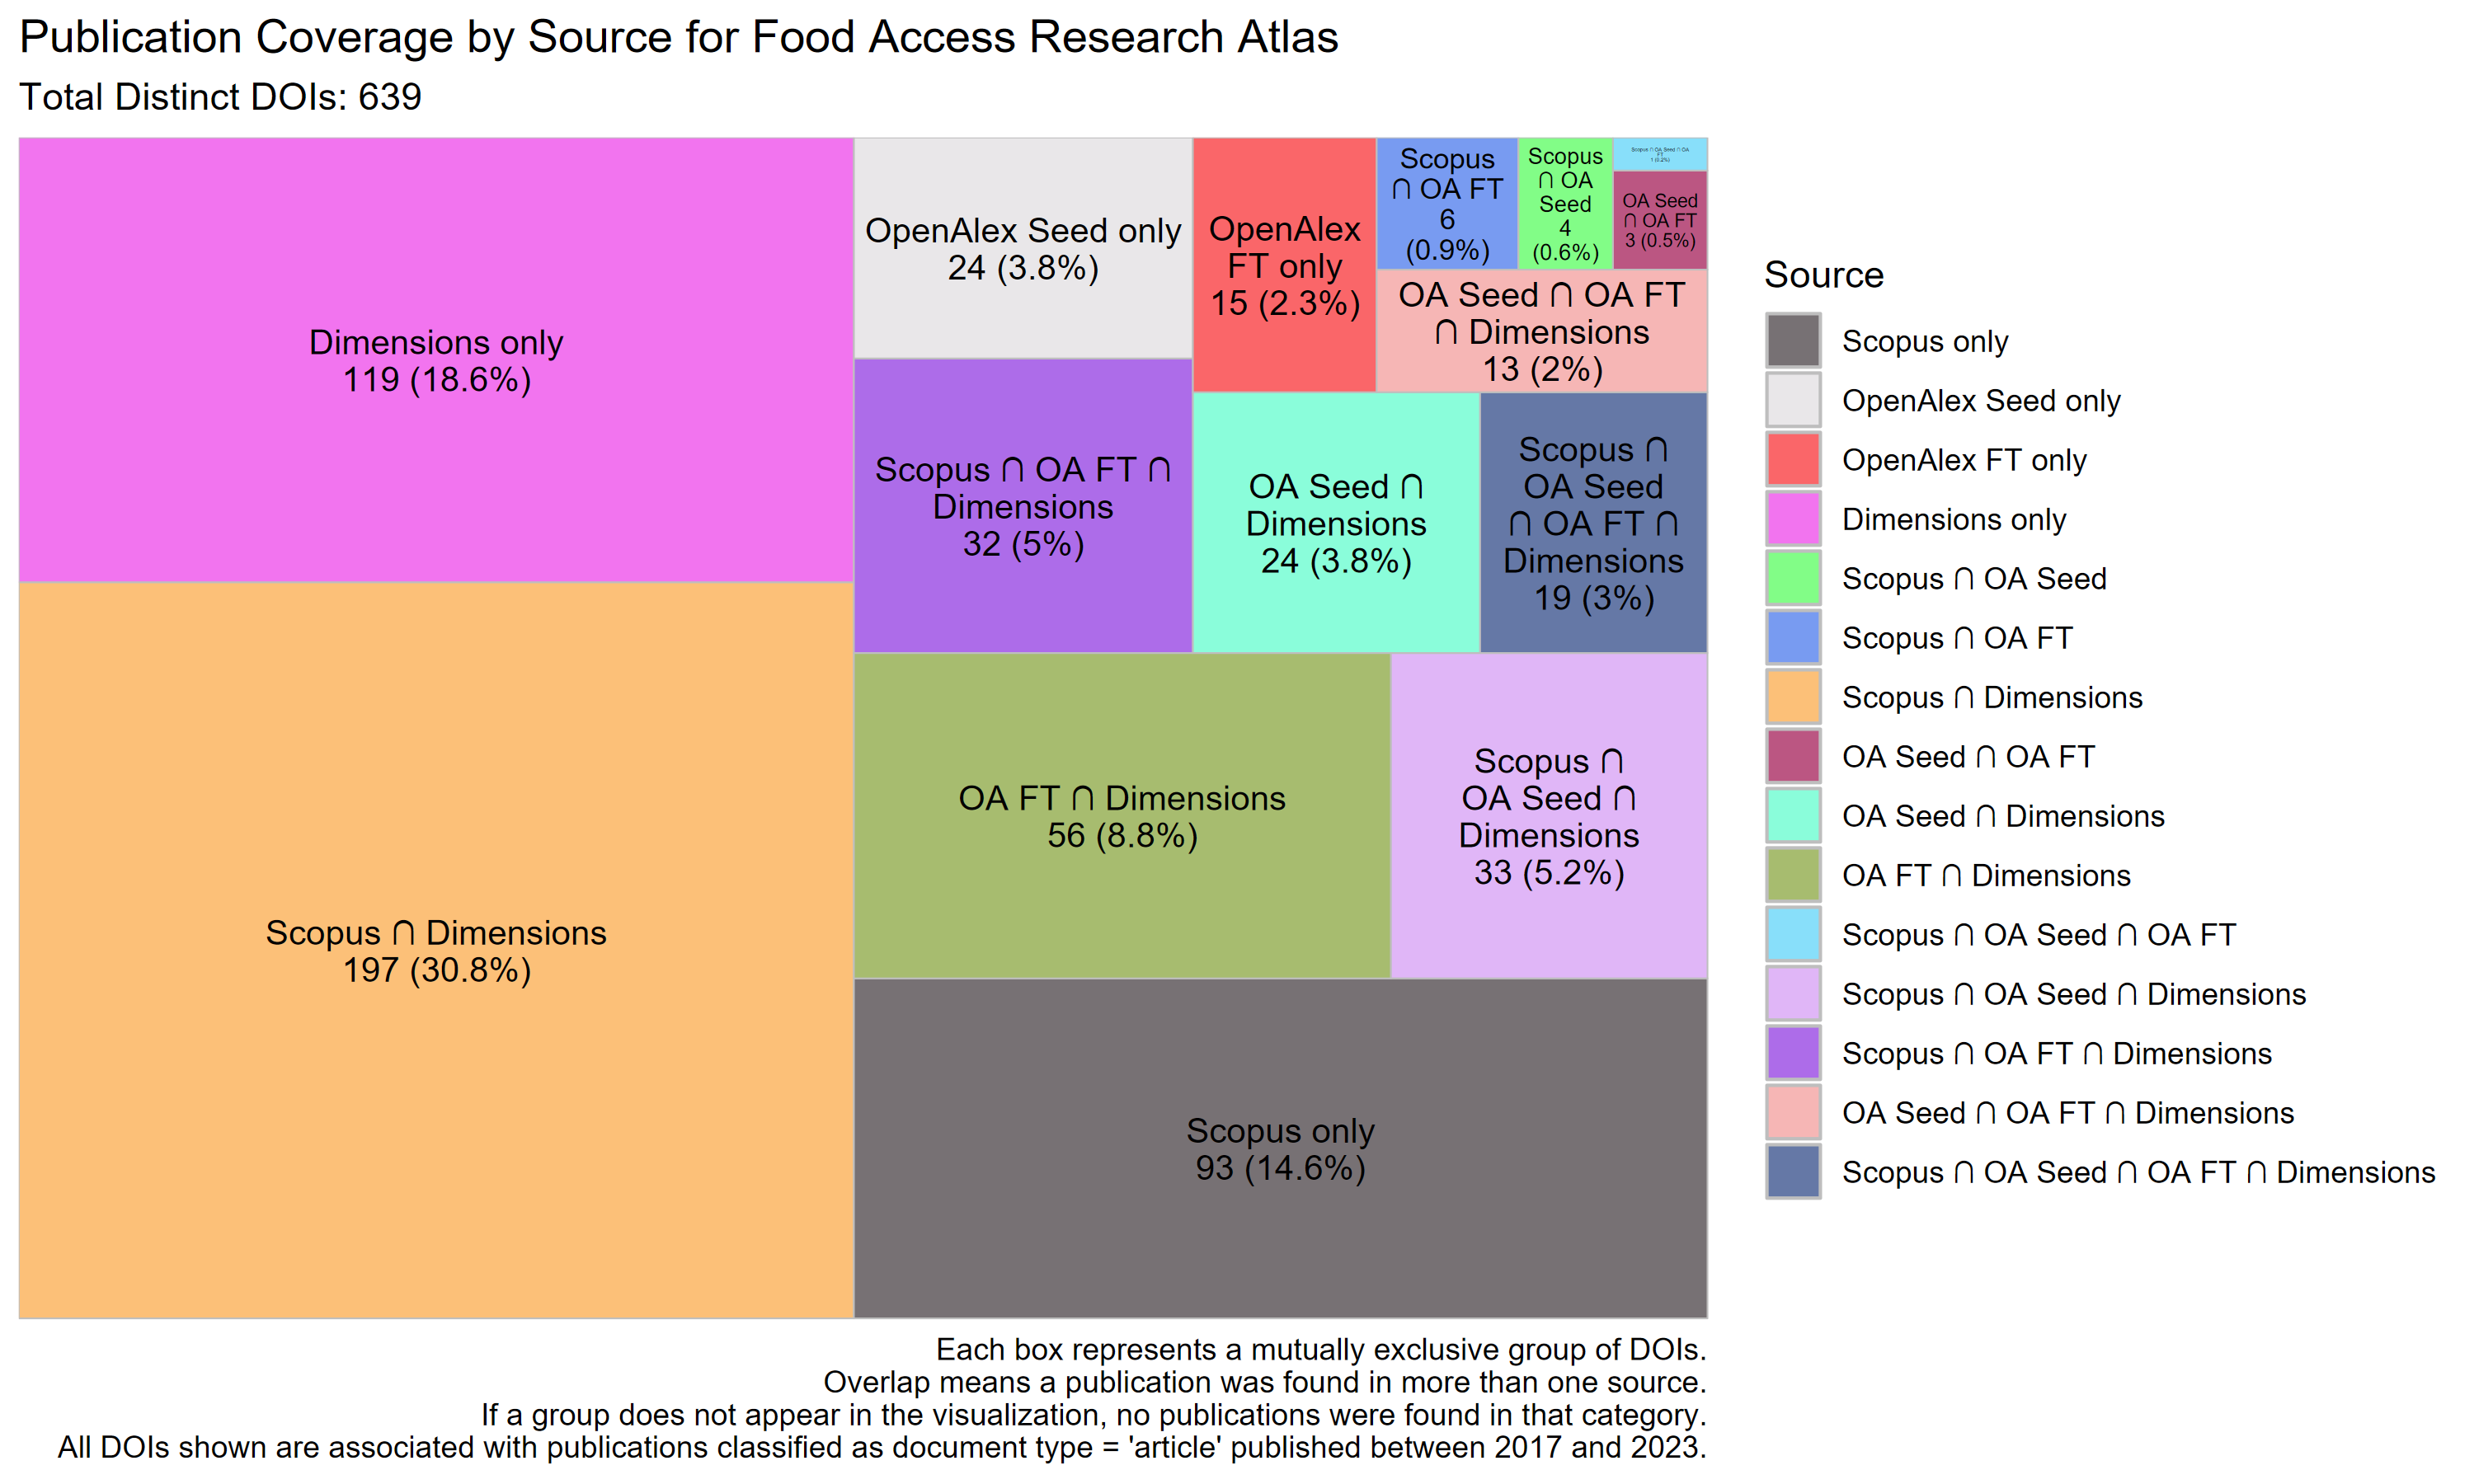 Publication Coverage by Source for Food Access Research Atlas
Total Distinct DOIs: 639
Dimensions only
119 (18.6%)
Scopus ∩ Dimensions
197 (30.8%)
OpenAlex Seed only
24 (3.8%)
Scopus ∩ OA FT ∩
Dimensions
32 (5%)
OpenAlex
FT only
15 (2.3%)
Scopus
∩ OA FT
6
(0.9%)
Scopus
∩ OA
Seed
4
(0.6%)
Scopus ∩ OA Seed ∩ OA
FT
1 (0.2%)
OA Seed
∩ OA FT
3 (0.5%)
OA Seed ∩ OA FT
∩ Dimensions
13 (2%)
OA Seed ∩
Dimensions
24 (3.8%)
Scopus ∩
OA Seed
∩ OA FT ∩
Dimensions
19 (3%)
OA FT ∩ Dimensions
56 (8.8%)
Scopus ∩
OA Seed ∩
Dimensions
33 (5.2%)
Scopus only
93 (14.6%)
Source
Scopus only
OpenAlex Seed only
OpenAlex FT only
Dimensions only
Scopus ∩ OA Seed
Scopus ∩ OA FT
Scopus ∩ Dimensions
OA Seed ∩ OA FT
OA Seed ∩ Dimensions
OA FT ∩ Dimensions
Scopus ∩ OA Seed ∩ OA FT
Scopus ∩ OA Seed ∩ Dimensions
Scopus ∩ OA FT ∩ Dimensions
OA Seed ∩ OA FT ∩ Dimensions
Scopus ∩ OA Seed ∩ OA FT ∩ Dimensions
Each box represents a mutually exclusive group of DOIs.
Overlap means a publication was found in more than one source.
If a group does not appear in the visualization, no publications were found in that category.
All DOIs shown are associated with publications classified as document type = 'article' published between 2017 and 2023.